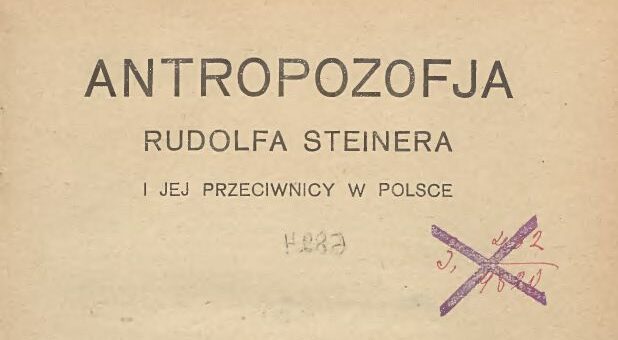 ANTROPOZOFJA
RUDOLFA STEINERA
I JEJ PRZECIWNICY W POLSCE